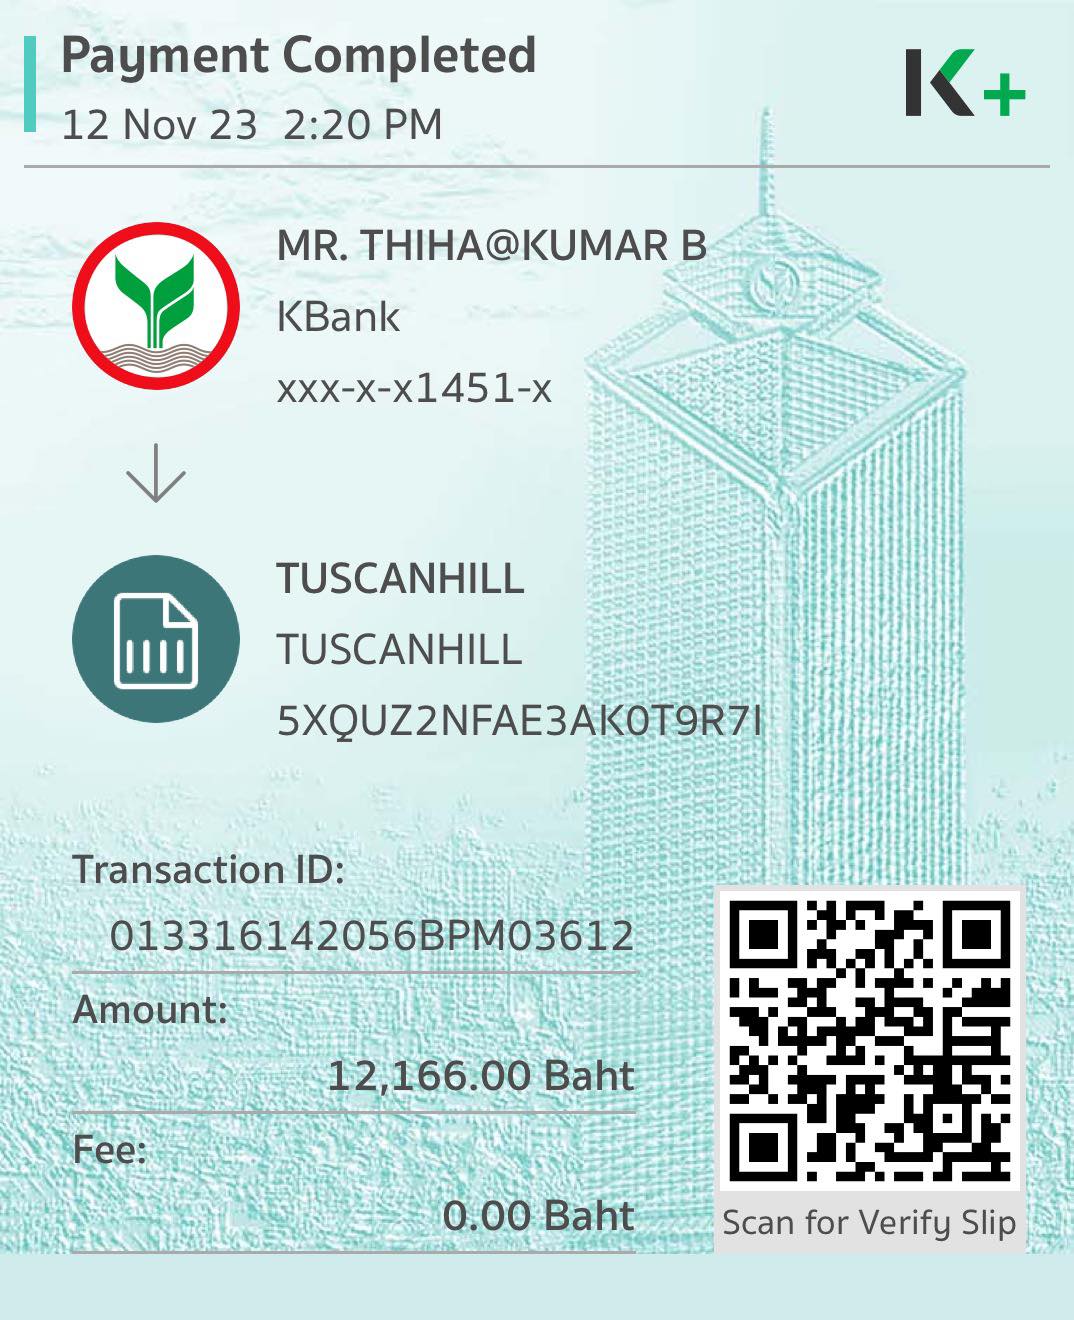 Payment Completed
12 Nov 23  2:20 PM
K+
MR. THIHA@KUMAR B
KBank
xxx-x-x1451-x
TUSCANHILL
TUSCANHILL
5XQUZ2NFAE3AK0T9R7I
Transaction ID:
013316142056BPM03612
Amount:
12,166.00 Baht
Fee:
0.00 Baht
Scan for Verify Slip